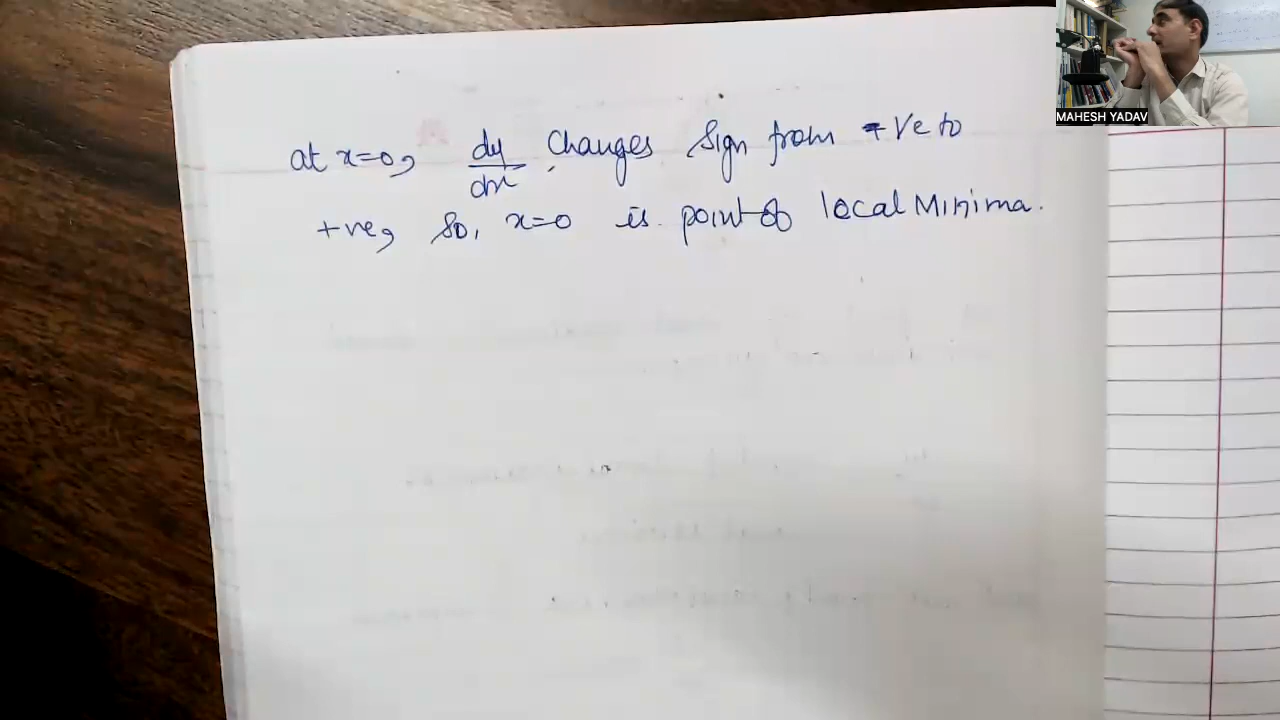 at x=0, dy/dx changes sign from -ve to
+ve, so, x=0 is point of local Minima.
MAHESH YADAV